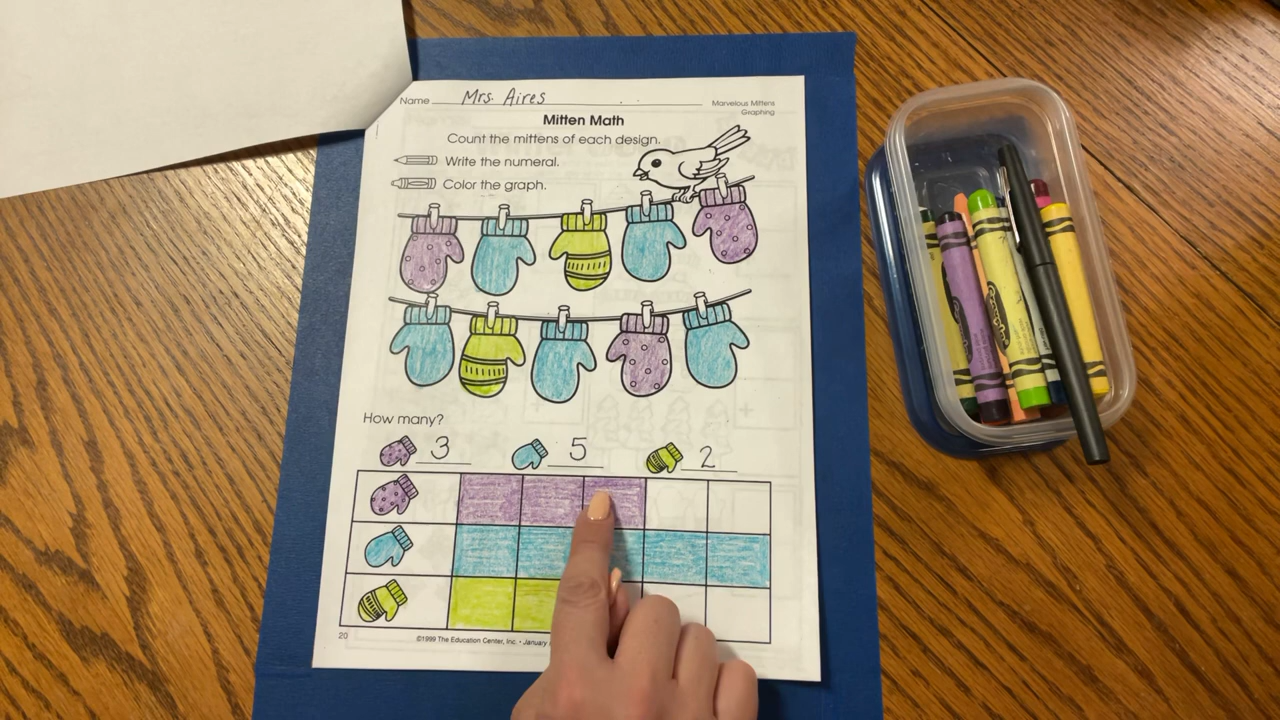 Name Mrs. Aires
Marvelous Mittens
Graphing
Mitten Math
Count the mittens of each design.
Write the numeral.
Color the graph.
How many?
3 5 2
20
©1999 The Education Center, Inc. • January